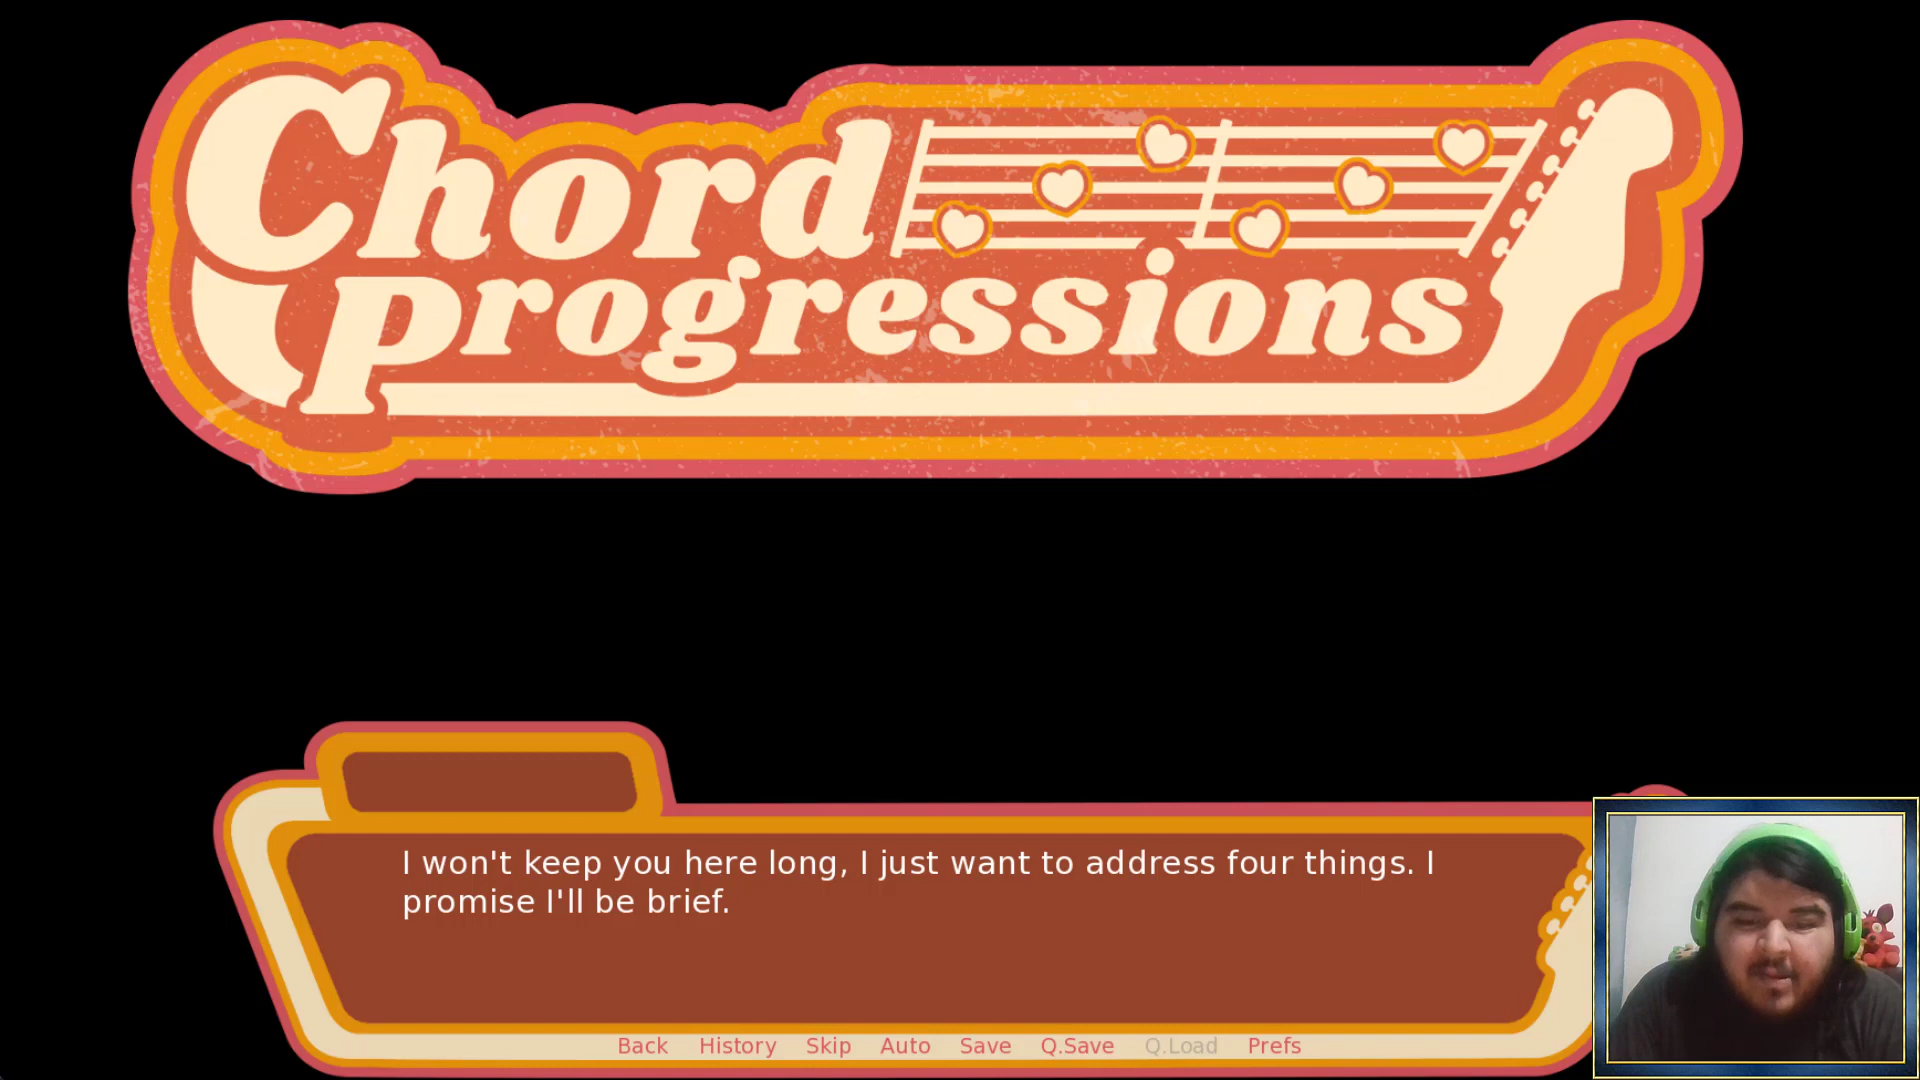 Chord
progressions
I won't keep you here long, I just want to address four things. I
promise I'll be brief.
Back History Skip Auto Save Q.Save Q.Load Prefs